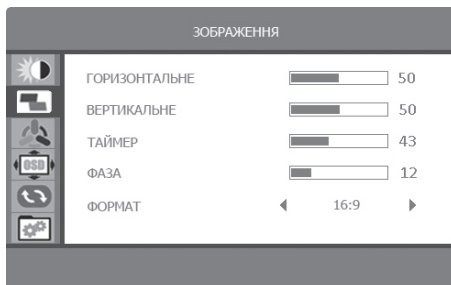 ЗОБРАЖЕННЯ
ГОРИЗОНТАЛЬНЕ 50
ВЕРТИКАЛЬНЕ 50
ТАЙМЕР 43
ФАЗА 12
OSD
ФОРМАТ 16:9